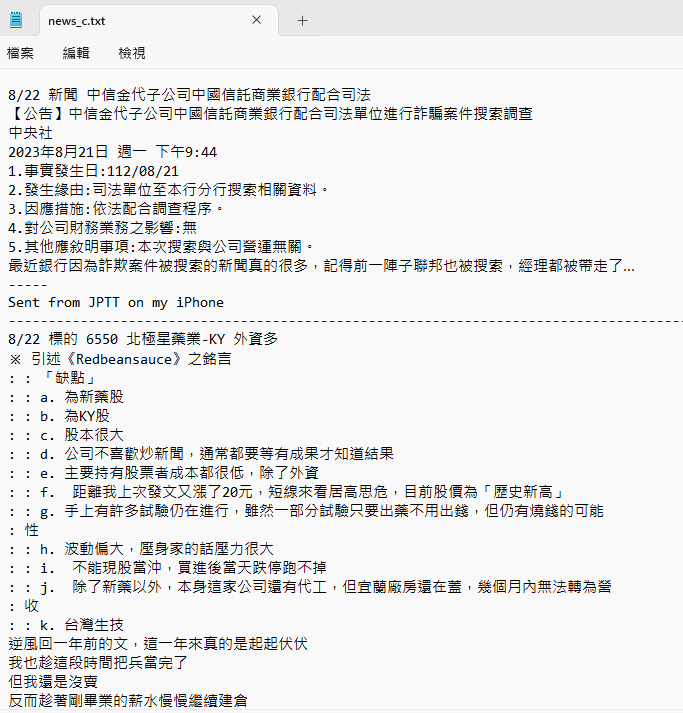 news_c.txt
檔案 編輯 檢視
8/22 新聞 中信金代子公司中國信託商業銀行配合司法
【公告】中信金代子公司中國信託商業銀行配合司法單位進行詐騙案件搜索調查
中央社
2023年8月21日 週一 下午9:44
1.事實發生日:112/08/21
2.發生緣由:司法單位至本行分行搜索相關資料。
3.因應措施:依法配合調查程序。
4.對公司財務業務之影響:無
5.其他應敘明事項:本次搜索與公司營運無關。
最近銀行因為詐欺案件被搜索的新聞真的很多，記得前一陣子聯邦也被搜索，經理都被帶走了…
-----
Sent from JPTT on my iPhone
--------------------------------------------------------------------------------------
8/22 標的 6550 北極星藥業-KY 外資多
※ 引述《Redbeansauce》之銘言
: : 「缺點」
: : a. 為新藥股
: : b. 為KY股
: : c. 股本很大
: : d. 公司不喜歡炒新聞，通常都要等有成果才知道結果
: : e. 主要持有股票者成本都很低，除了外資
: : f.  距離我上次發文又漲了20元，短線來看居高思危，目前股價為「歷史新高」
: : g. 手上有許多試驗仍在進行，雖然一部分試驗只要出藥不用出錢，但仍有燒錢的可能
: 性
: : h. 波動偏大，壓身家的話壓力很大
: : i.  不能現股當沖，買進後當天跌停跑不掉
: : j.  除了新藥以外，本身這家公司還有代工，但宜蘭廠房還在蓋，幾個月內無法轉為營
: 收
: : k. 台灣生技
逆風回一年前的文，這一年來真的是起起伏伏
我也趁這段時間把兵當完了
但我還是沒賣
反而趁著剛畢業的薪水慢慢繼續建倉